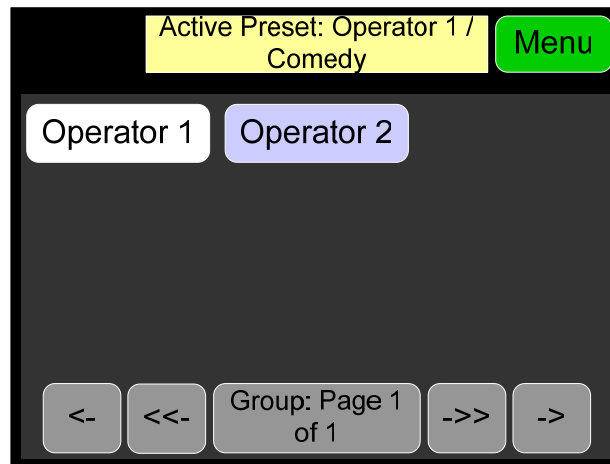 Active Preset: Operator 1 /
Comedy
Menu
Operator 1
Operator 2
<-
<<-
Group: Page 1
of 1
->>
->